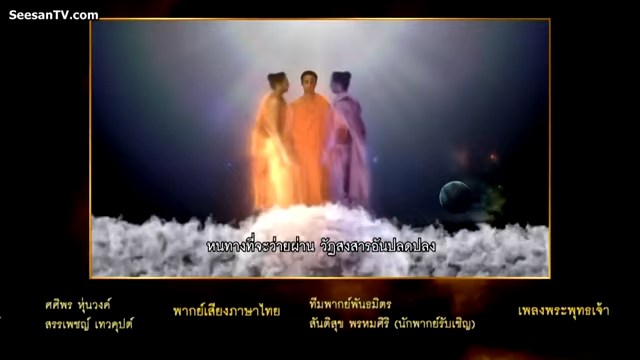 SeesanTV.com
หนทางที่จะว่ายผ่าน วัฏสงสารอันปลดปลง
ศศิพร หุ่นวงค์
สรรเพชญ์ เทวคุปต์
พากย์เสียงภาษาไทย
ทีมพากย์พันธมิตร
สันติสุข พรหมศิริ (นักพากย์รับเชิญ)
เพลงพระพุทธเจ้า